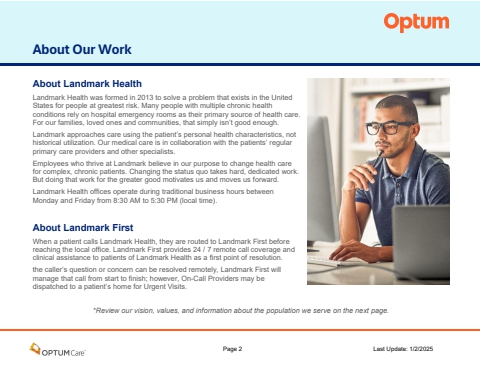 Optum
About Our Work
About Landmark Health
Landmark Health was formed in 2013 to solve a problem that exists in the United
States for people at greatest risk. Many people with multiple chronic health
conditions rely on hospital emergency rooms as their primary source of health care.
For our families, loved ones and communities, that simply isn't good enough.
Landmark approaches care using the patient's personal health characteristics, not
historical utilization. Our medical care is in collaboration with the patients' regular
primary care providers and other specialists.
Employees who thrive at Landmark believe in our purpose to change health care
for complex, chronic patients. Changing the status quo takes hard, dedicated work.
But doing that work for the greater good motivates us and moves us forward.
Landmark Health offices operate during traditional business hours between
Monday and Friday from 8:30 AM to 5:30 PM (local time).
About Landmark First
When a patient calls Landmark Health, they are routed to Landmark First before
reaching the local office. Landmark First provides 24 / 7 remote call coverage and
clinical assistance to patients of Landmark Health as a first point of resolution.
the caller's question or concern can be resolved remotely, Landmark First will
manage that call from start to finish; however, On-Call Providers may be
dispatched to a patient's home for Urgent Visits.
*Review our vision, values, and information about the population we serve on the next page.
OPTUMCare
Page 2
Last Update: 1/2/2025